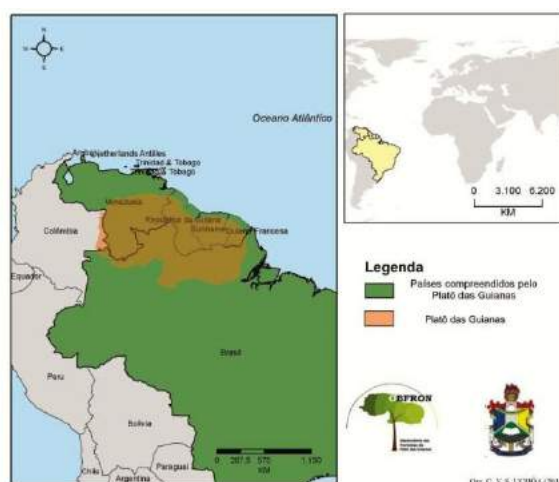 N
Oceano Atlântico
Netherlands Antilles
Trinidad & Tobago
Trinidad & Tobago
Venezuela
República da Guiana
Suriname
Guiana Francesa
Colômbia
Equador
Brasil
Peru
Bolívia
Chile
Paraguai
Argentina
0 287,5 575 1.150
KM
0 3.100 6.200
KM
Legenda
Países compreendidos pelo
Platô das Guianas
Platô das Guianas
OBFRON